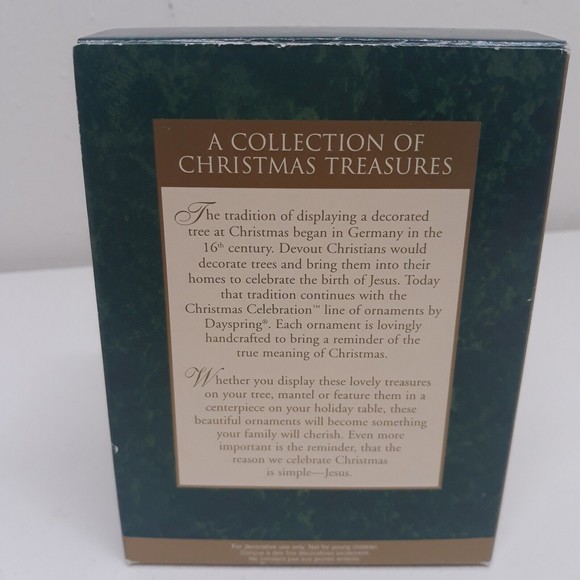 A COLLECTION OF
CHRISTMAS TREASURES
The tradition of displaying a decorated
tree at Christmas began in Germany in the
16th century. Devout Christians would
decorate trees and bring them into their
homes to celebrate the birth of Jesus. Today
that tradition continues with the
Christmas Celebration™ line of ornaments by
Dayspring®. Each ornament is lovingly
handcrafted to bring a reminder of the
true meaning of Christmas.
Whether you display these lovely treasures
on your tree, mantel or feature them in a
centerpiece on your holiday table, these
beautiful ornaments will become something
your family will cherish. Even more
important is the reminder, that the
reason we celebrate Christmas
is simple—Jesus.
For decorative use only. Not for young children.